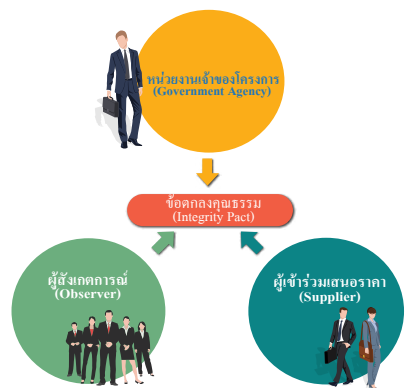 หน่วยงานเจ้าของโครงการ
(Government Agency)
ข้อตกลงคุณธรรม
(Integrity Pact)
ผู้สังเกตการณ์
(Observer)
ผู้เข้าร่วมเสนอราคา
(Supplier)